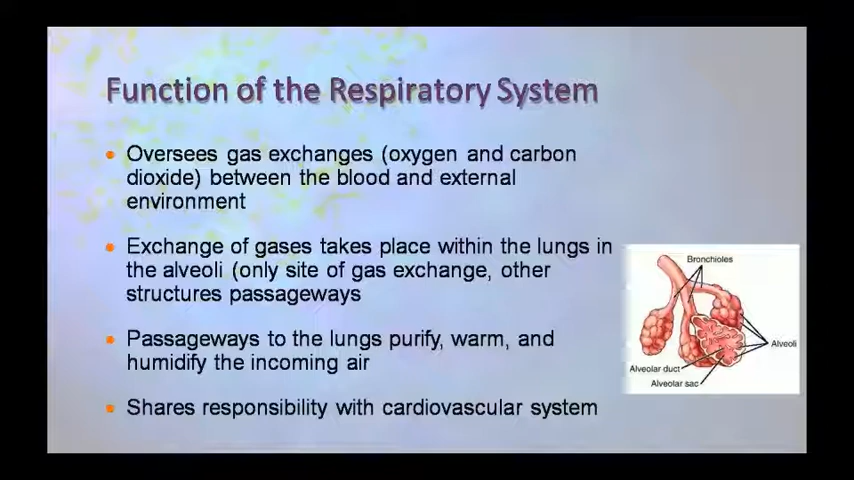 Function of the Respiratory System
Oversees gas exchanges (oxygen and carbon
dioxide) between the blood and external
environment
Exchange of gases takes place within the lungs in
the alveoli (only site of gas exchange, other
structures passageways
Passageways to the lungs purify, warm, and
humidify the incoming air
Shares responsibility with cardiovascular system
Bronchioles
Alveoli
Alveolar duct
Alveolar sac